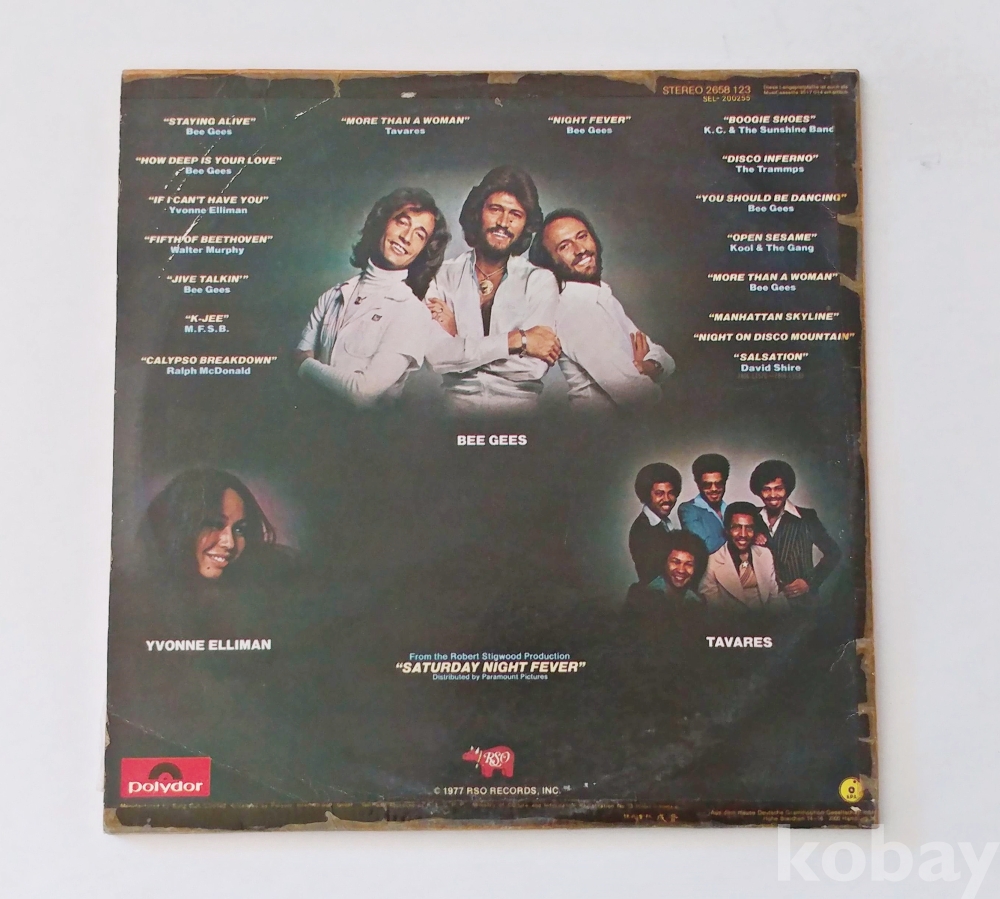 STEREO 2658 123
SEL- 200255
"STAYING ALIVE"
Bee Gees
"HOW DEEP IS YOUR LOVE"
Bee Gees
"IF I CAN'T HAVE YOU"
Yvonne Elliman
"FIFTH OF BEETHOVEN"
Walter Murphy
"JIVE TALKIN'"
Bee Gees
"K-JEE"
M.F.S.B.
"CALYPSO BREAKDOWN"
Ralph McDonald
"MORE THAN A WOMAN"
Tavares
"NIGHT FEVER"
Bee Gees
"BOOGIE SHOES"
K.C. & The Sunshine Band
"DISCO INFERNO"
The Trammps
"YOU SHOULD BE DANCING"
Bee Gees
"OPEN SESAME"
Kool & The Gang
"MORE THAN A WOMAN"
Bee Gees
"MANHATTAN SKYLINE"
"NIGHT ON DISCO MOUNTAIN"
"SALSATION"
David Shire
BEE GEES
YVONNE ELLIMAN
TAVARES
From the Robert Stigwood Production
"SATURDAY NIGHT FEVER"
Distributed by Paramount Pictures
RSO
polydor
© 1977 RSO RECORDS, INC.
kobay